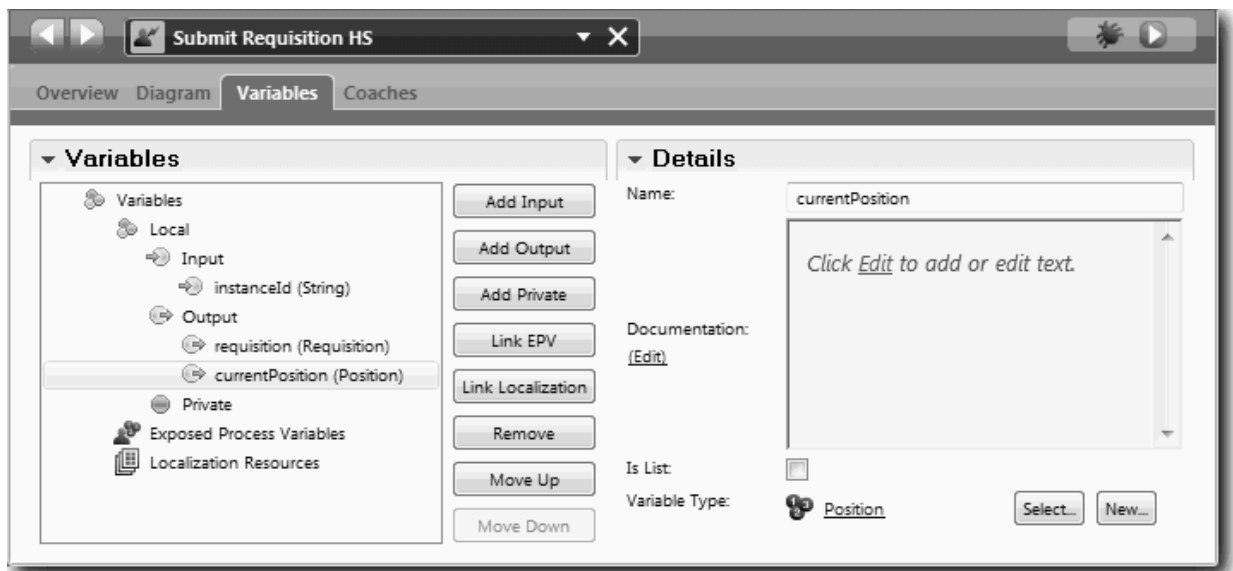 Submit Requisition HS
Overview Diagram Variables Coaches
Variables
Variables
Local
Input
instanceId (String)
Output
requisition (Requisition)
currentPosition (Position)
Private
Exposed Process Variables
Localization Resources
Add Input
Add Output
Add Private
Link EPV
Link Localization
Remove
Move Up
Move Down
Details
Name: currentPosition
Documentation:
(Edit)
Click Edit to add or edit text.
Is List:
Variable Type: Position Select... New...